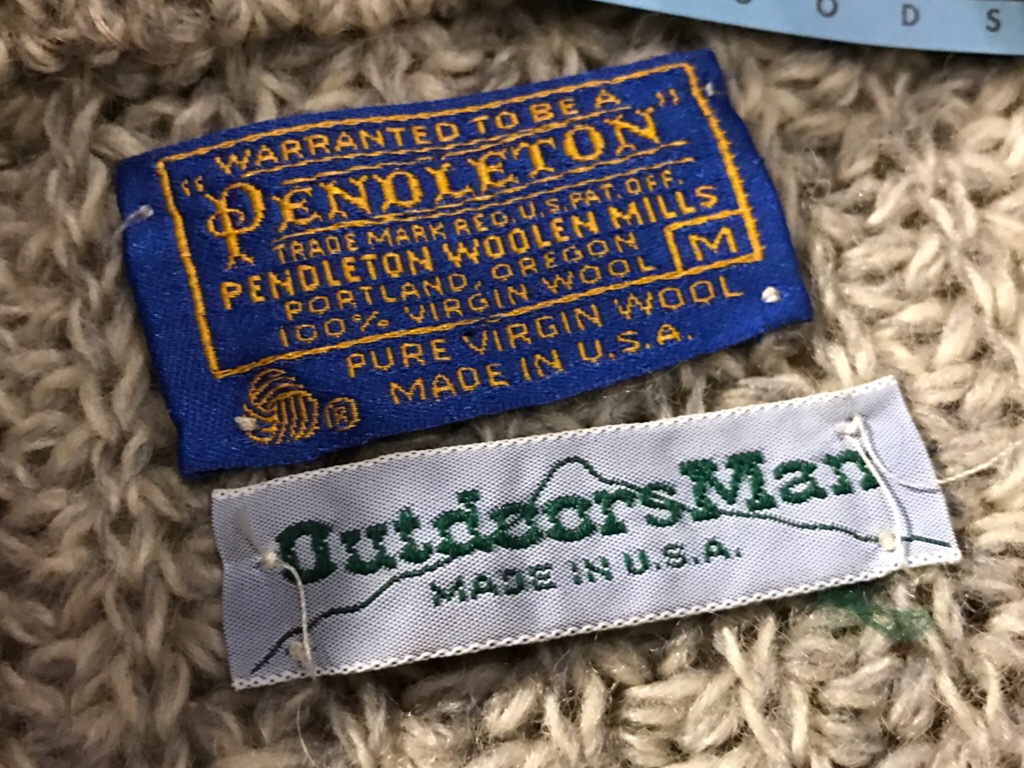 O O D S
WARRANTED TO BE A
"PENDLETON"
TRADE MARK REG. U.S. PAT. OFF.
PENDLETON WOOLEN MILLS
PORTLAND, OREGON
100% VIRGIN WOOL M
PURE VIRGIN WOOL
® MADE IN U.S.A.
OutdoorsMan
MADE IN U.S.A.